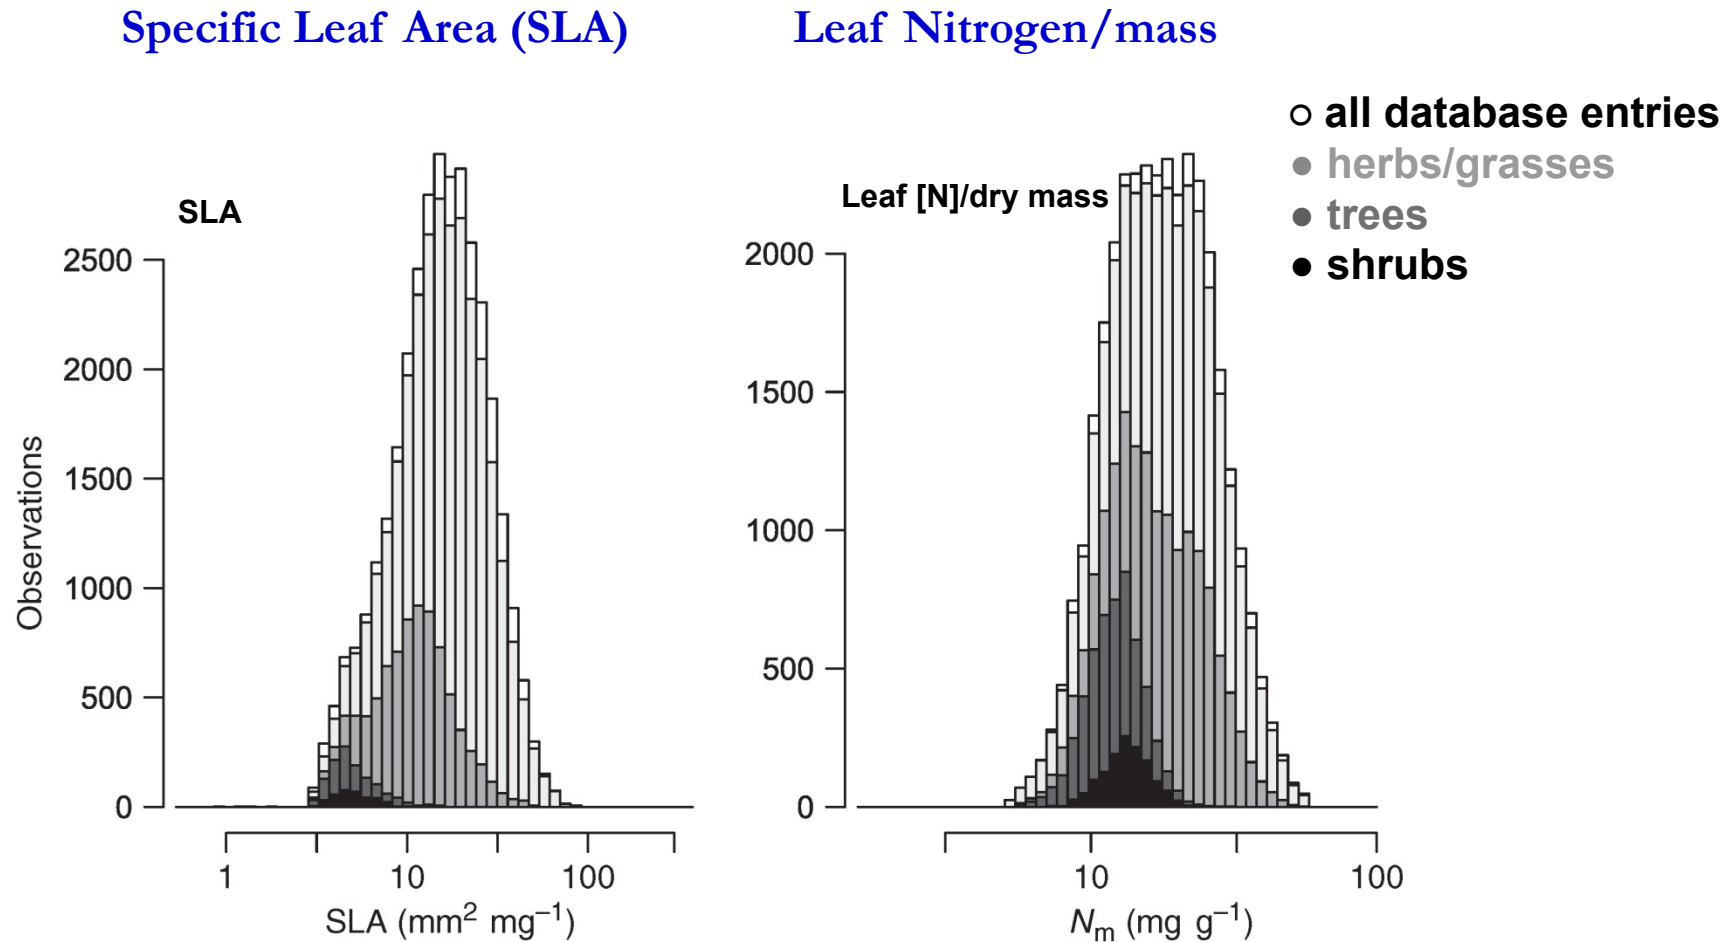 Specific Leaf Area (SLA)
Leaf Nitrogen/mass
all database entries
herbs/grasses
trees
shrubs
SLA
2500
2000
1500
1000
500
0
Observations
1 10 100
SLA (mm² mg⁻¹)
Leaf [N]/dry mass
2000
1500
1000
500
0
10 100
Nₘ (mg g⁻¹)